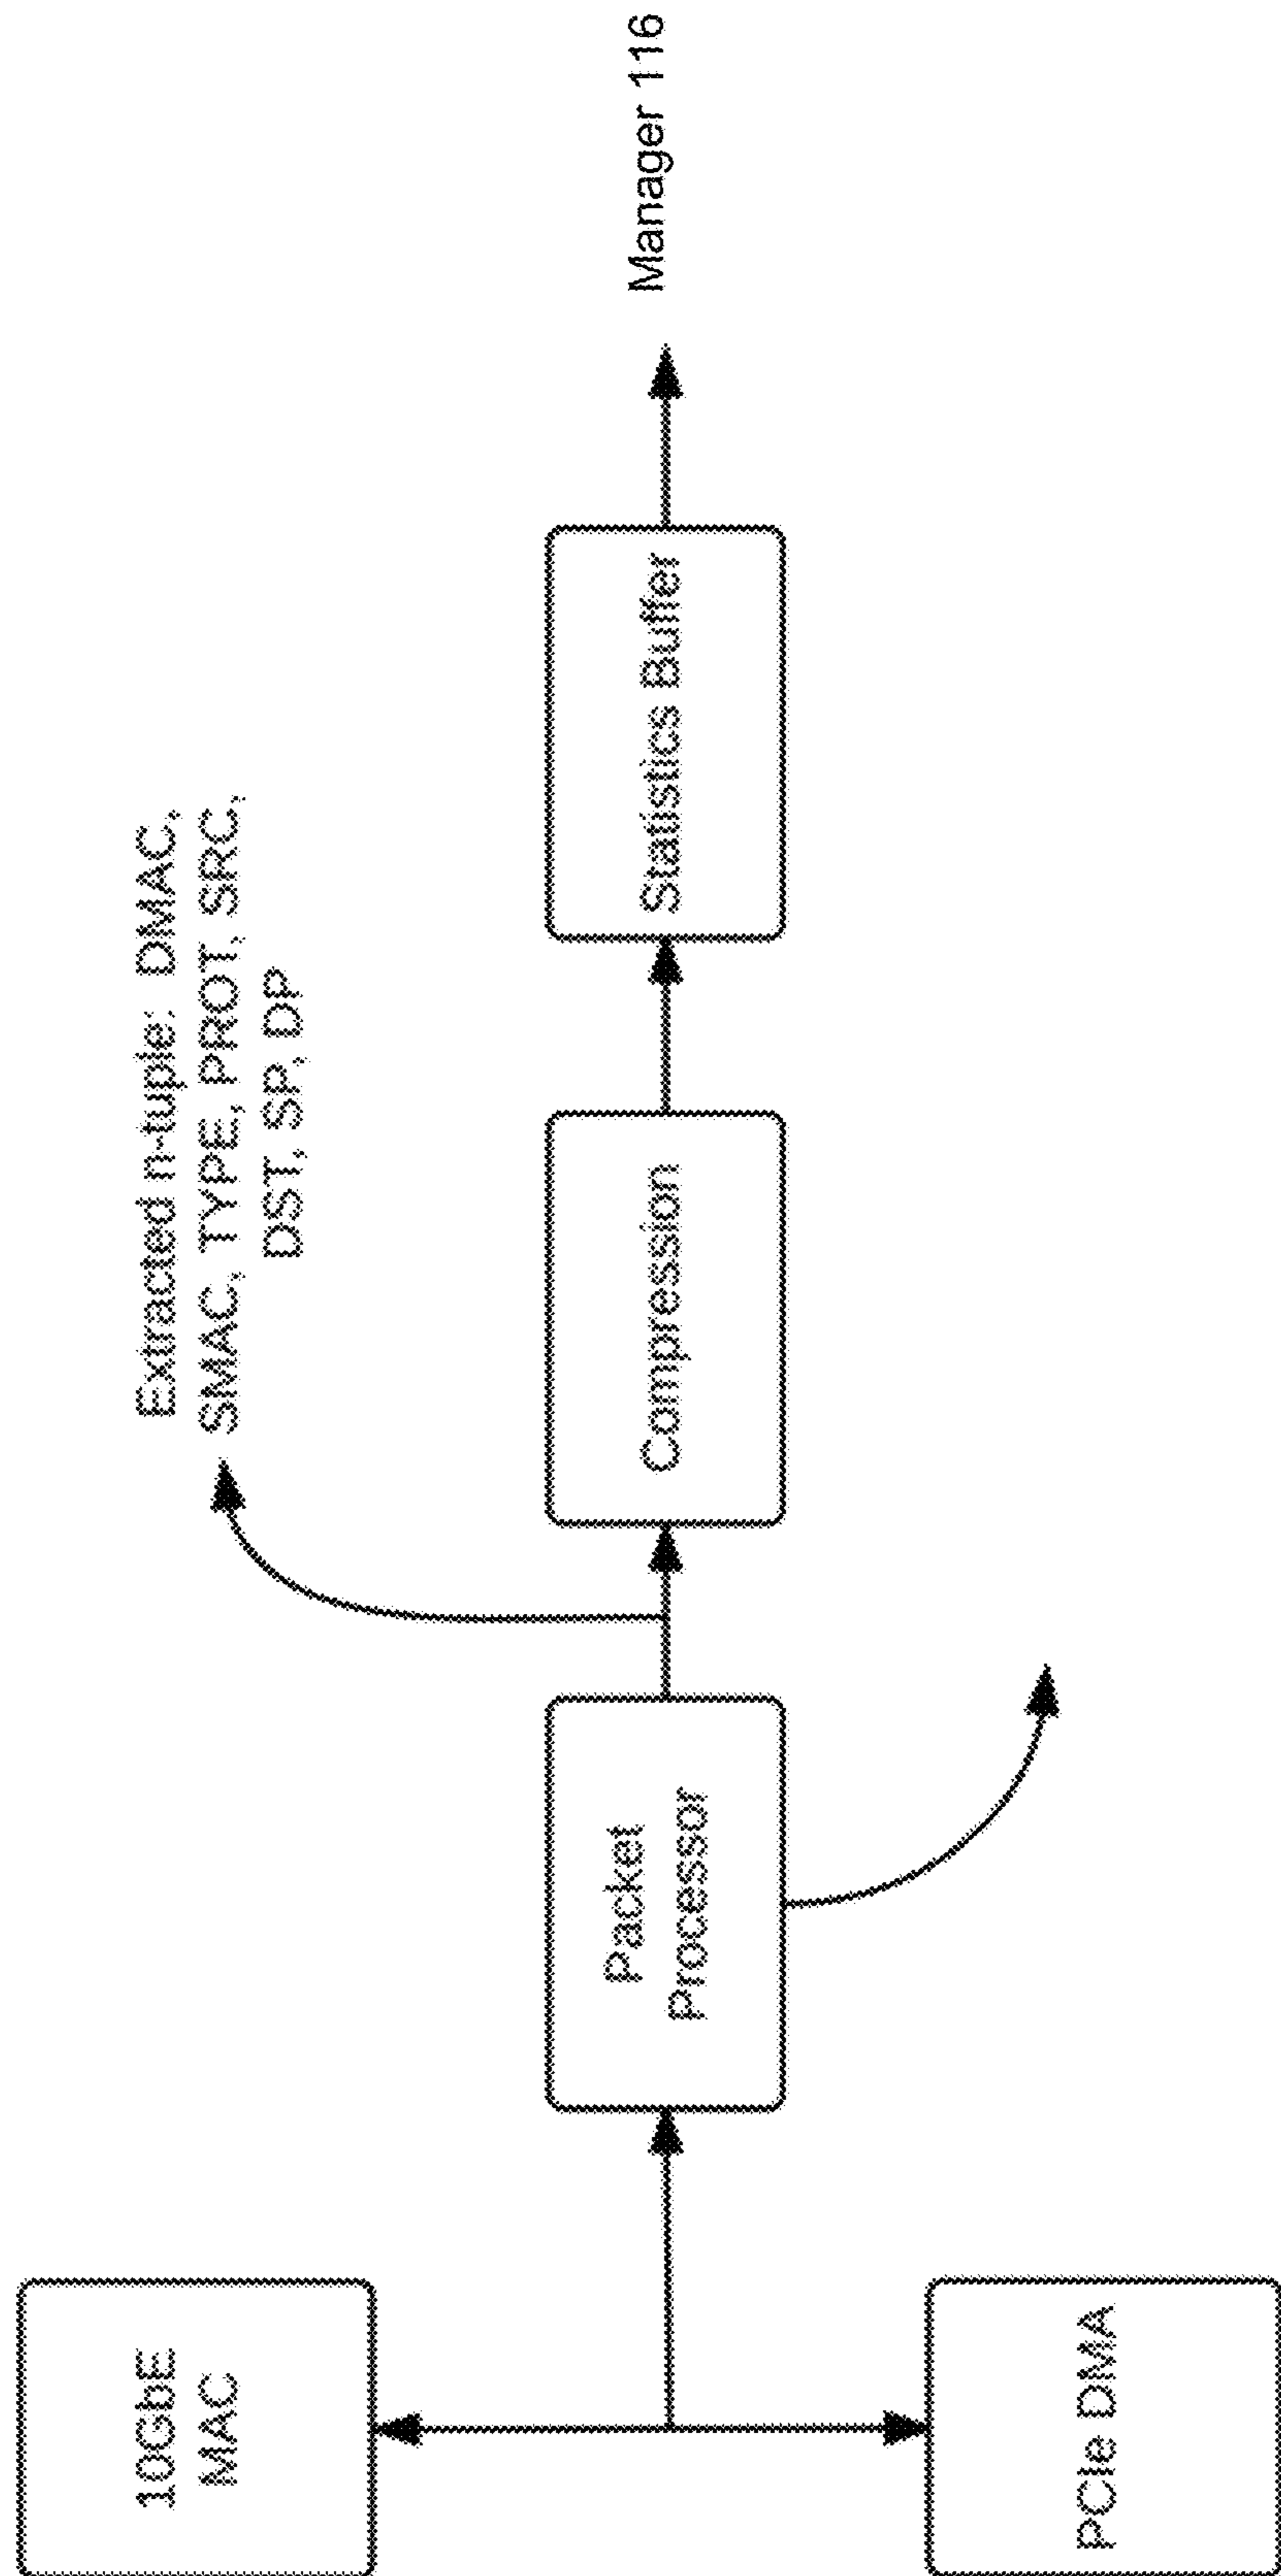 10GbE
MAC
PCIe DMA
Packet
Processor
Extracted n-tuple: DMAC,
SMAC, TYPE, PROT, SRC,
DST, SP, DP
Compression
Statistics Buffer
Manager 116